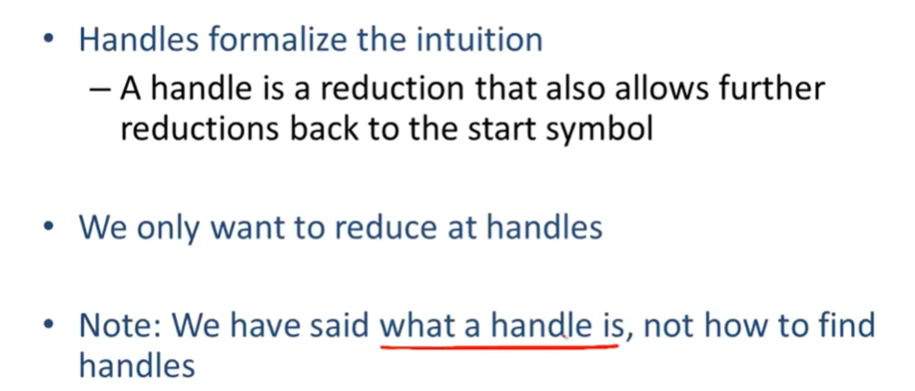 • Handles formalize the intuition
– A handle is a reduction that also allows further
reductions back to the start symbol
• We only want to reduce at handles
• Note: We have said what a handle is, not how to find
handles